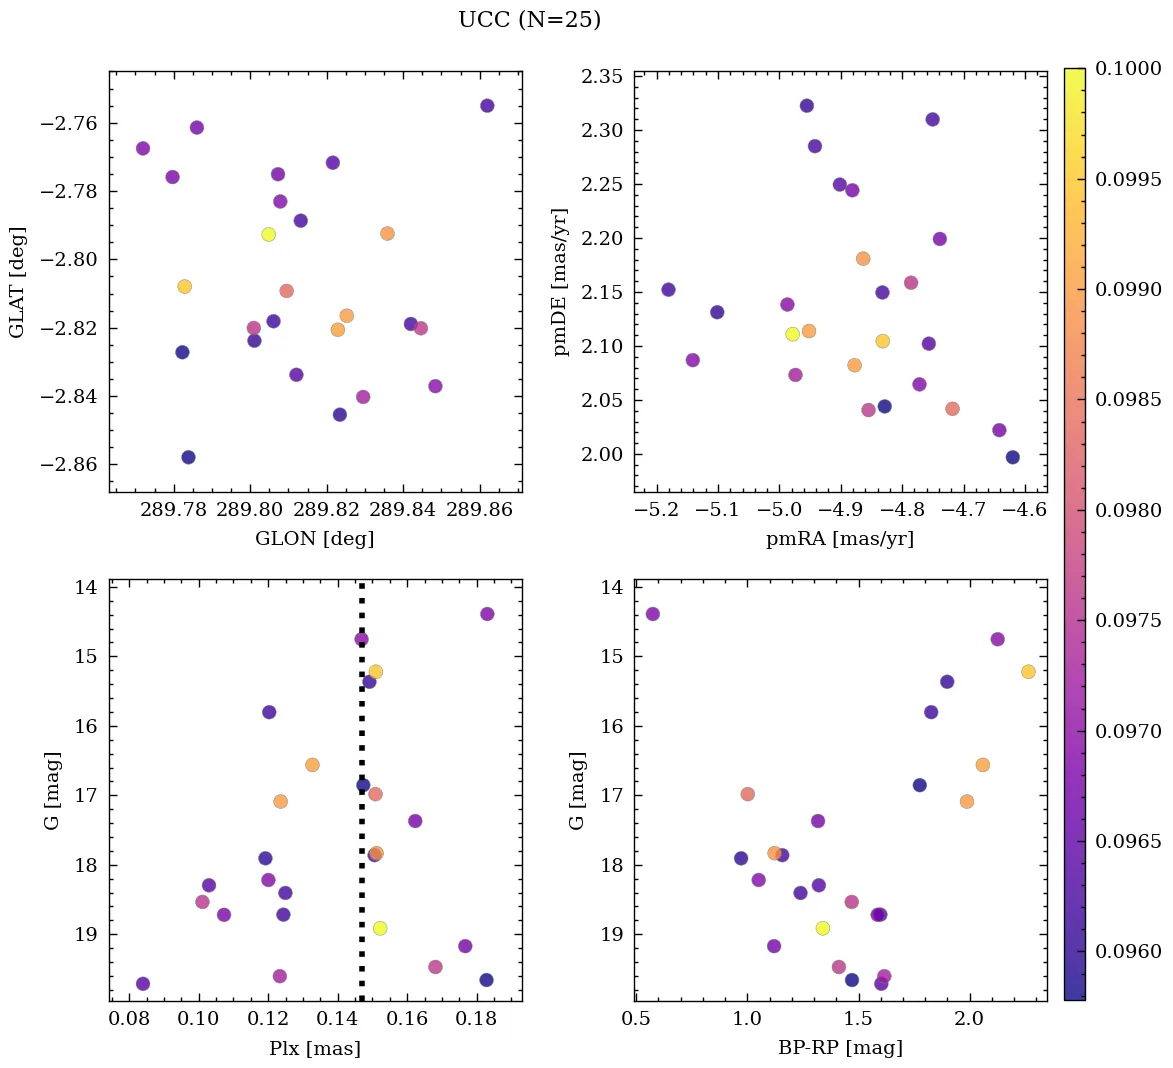 UCC (N=25)
−2.76
−2.78
−2.80
−2.82
−2.84
−2.86
GLAT [deg]
289.78 289.80 289.82 289.84 289.86
GLON [deg]
2.35
2.30
2.25
2.20
2.15
2.10
2.05
2.00
pmDE [mas/yr]
−5.2 −5.1 −5.0 −4.9 −4.8 −4.7 −4.6
pmRA [mas/yr]
14
15
16
17
18
19
G [mag]
0.08 0.10 0.12 0.14 0.16 0.18
Plx [mas]
14
15
16
17
18
19
G [mag]
0.5 1.0 1.5 2.0
BP-RP [mag]
0.1000
0.0995
0.0990
0.0985
0.0980
0.0975
0.0970
0.0965
0.0960